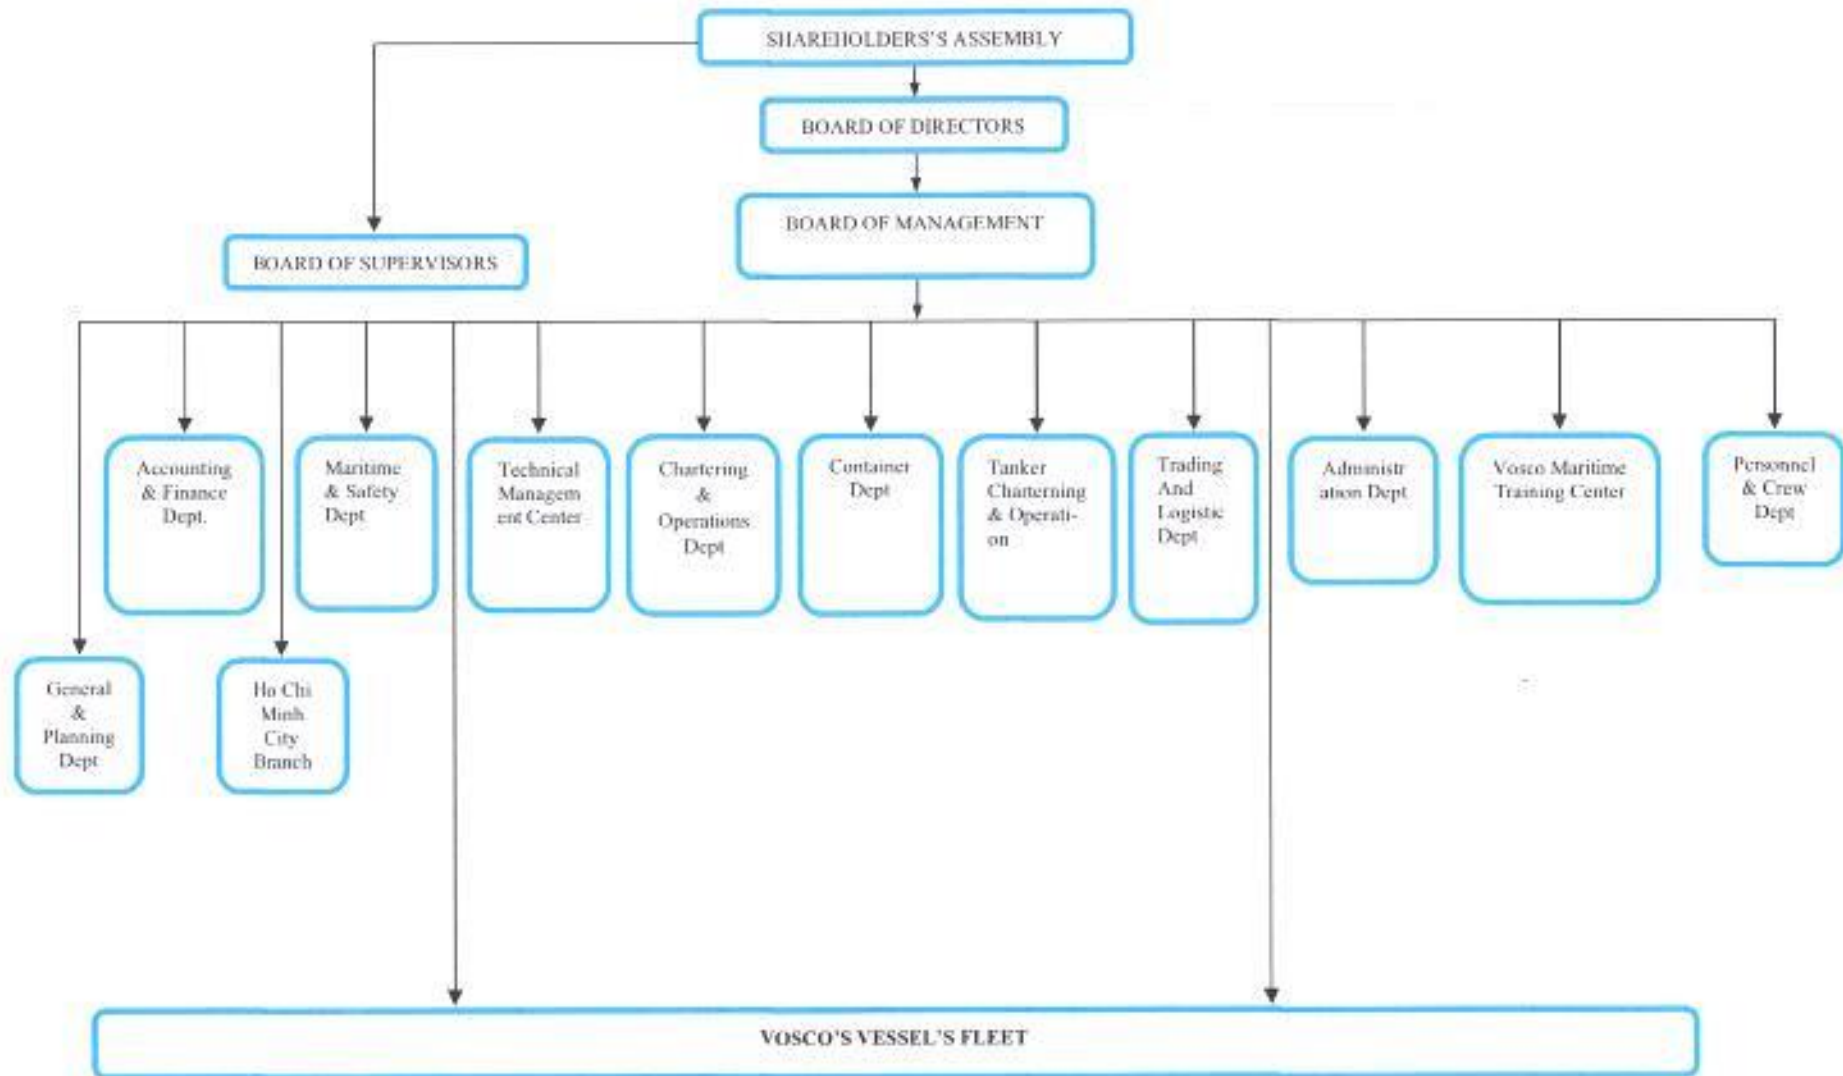 SHAREHOLDERS'S ASSEMBLY
BOARD OF DIRECTORS
BOARD OF MANAGEMENT
BOARD OF SUPERVISORS
Accounting
& Finance
Dept.
Maritime
& Safety
Dept
Technical
Managem
ent Center
Chartering
&
Operations
Dept
Container
Dept
Tanker
Charterning
& Operati-
on
Trading
And
Logistic
Dept
Administr
ation Dept
Vosco Maritime
Training Center
Personnel
& Crew
Dept
General
&
Planning
Dept
Ho Chi
Minh
City
Branch
VOSCO'S VESSEL'S FLEET